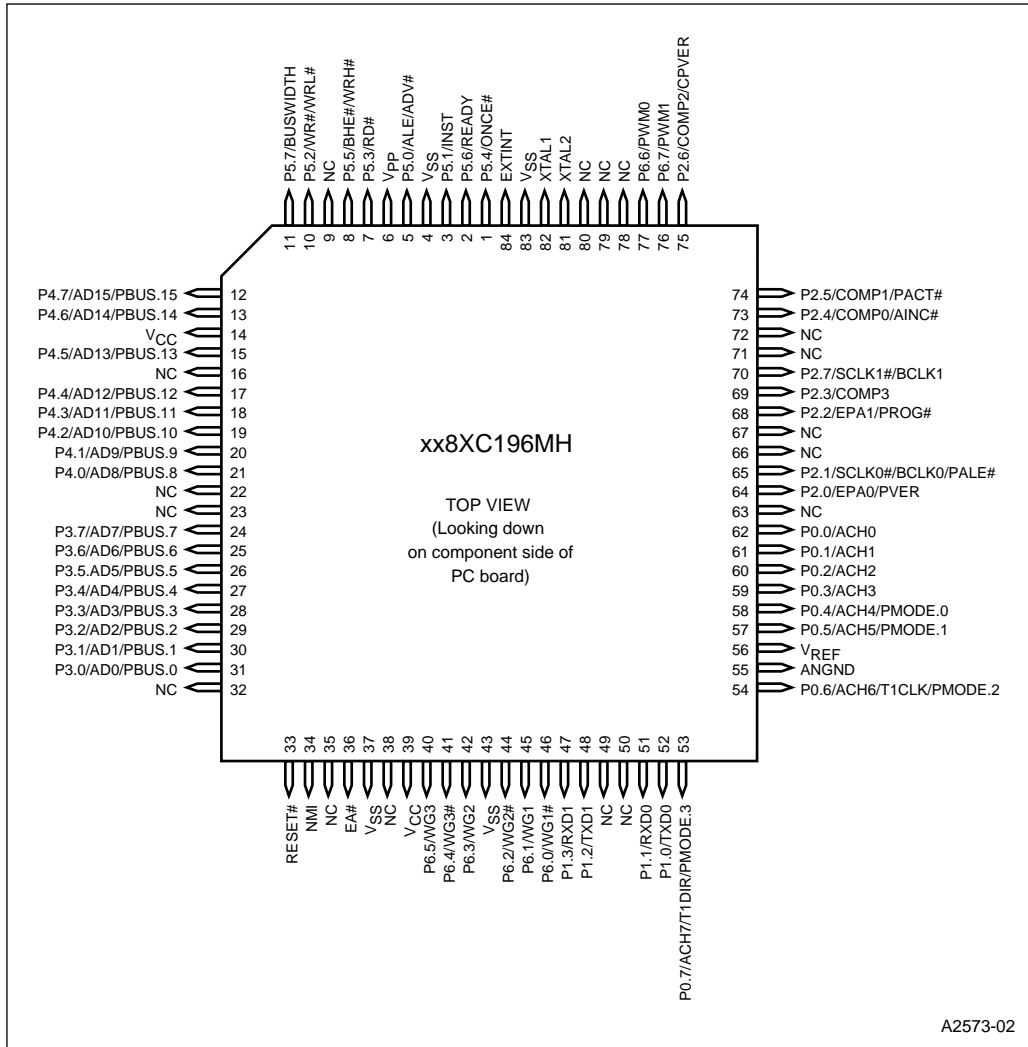 P5.7/BUSWIDTH
P5.2/WR#/WRL#
NC
P5.5/BHE#/WRH#
P5.3/RD#
VPP
P5.0/ALE/ADV#
VSS
P5.1/INST
P5.6/READY
P5.4/ONCE#
EXTINT
VSS
XTAL1
XTAL2
NC
NC
NC
P6.6/PWM0
P6.7/PWM1
P2.6/COMP2/CPVER
11 10 9 8 7 6 5 4 3 2 1 84 83 82 81 80 79 78 77 76 75
P4.7/AD15/PBUS.15 12
P4.6/AD14/PBUS.14 13
VCC 14
P4.5/AD13/PBUS.13 15
NC 16
P4.4/AD12/PBUS.12 17
P4.3/AD11/PBUS.11 18
P4.2/AD10/PBUS.10 19
P4.1/AD9/PBUS.9 20
P4.0/AD8/PBUS.8 21
NC 22
NC 23
P3.7/AD7/PBUS.7 24
P3.6/AD6/PBUS.6 25
P3.5.AD5/PBUS.5 26
P3.4/AD4/PBUS.4 27
P3.3/AD3/PBUS.3 28
P3.2/AD2/PBUS.2 29
P3.1/AD1/PBUS.1 30
P3.0/AD0/PBUS.0 31
NC 32
xx8XC196MH
TOP VIEW
(Looking down
on component side of
PC board)
74 P2.5/COMP1/PACT#
73 P2.4/COMP0/AINC#
72 NC
71 NC
70 P2.7/SCLK1#/BCLK1
69 P2.3/COMP3
68 P2.2/EPA1/PROG#
67 NC
66 NC
65 P2.1/SCLK0#/BCLK0/PALE#
64 P2.0/EPA0/PVER
63 NC
62 P0.0/ACH0
61 P0.1/ACH1
60 P0.2/ACH2
59 P0.3/ACH3
58 P0.4/ACH4/PMODE.0
57 P0.5/ACH5/PMODE.1
56 VREF
55 ANGND
54 P0.6/ACH6/T1CLK/PMODE.2
33 34 35 36 37 38 39 40 41 42 43 44 45 46 47 48 49 50 51 52 53
RESET#
NMI
NC
EA#
VSS
NC
VCC
P6.5/WG3
P6.4/WG3#
P6.3/WG2
VSS
P6.2/WG2#
P6.1/WG1
P6.0/WG1#
P1.3/RXD1
P1.2/TXD1
NC
NC
P1.1/RXD0
P1.0/TXD0
P0.7/ACH7/T1DIR/PMODE.3
A2573-02